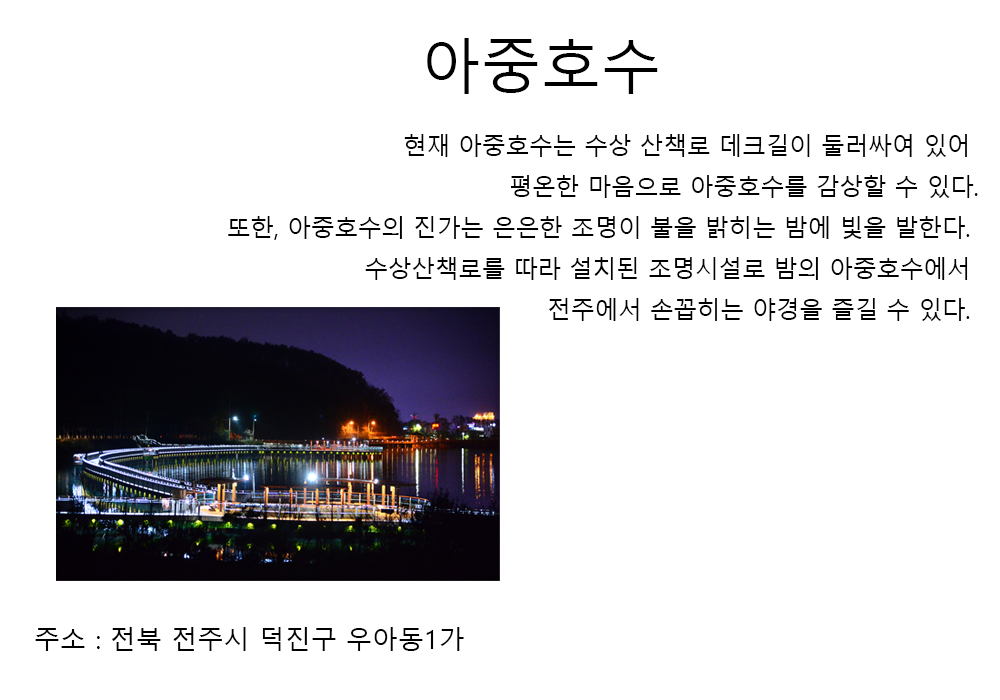 아중호수
현재 아중호수는 수상 산책로 데크길이 둘러싸여 있어
평온한 마음으로 아중호수를 감상할 수 있다.
또한, 아중호수의 진가는 은은한 조명이 불을 밝히는 밤에 빛을 발한다.
수상산책로를 따라 설치된 조명시설로 밤의 아중호수에서
전주에서 손꼽히는 야경을 즐길 수 있다.
주소 : 전북 전주시 덕진구 우아동1가